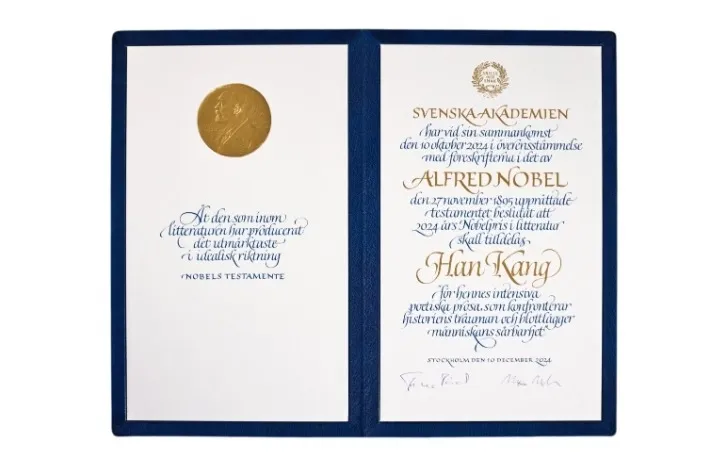 Åt den som inom
litteraturen har producerat
det utmärktaste
i idealisk riktning
NOBELS TESTAMENTE
SVENSKA AKADEMIEN
har vid sin sammankomst
den 10 oktober 2024 i överensstämmelse
med föreskrifterna i det av
ALFRED NOBEL
den 27 november 1895 upprättade
testamentet beslutat att
2024 års Nobelpris i litteratur
skall tilldelas
Han Kang
för hennes intensiva
poetiska prosa, som konfronterar
historiens trauman och blottlägger
människans sårbarhet
STOCKHOLM DEN 10 DECEMBER 2024